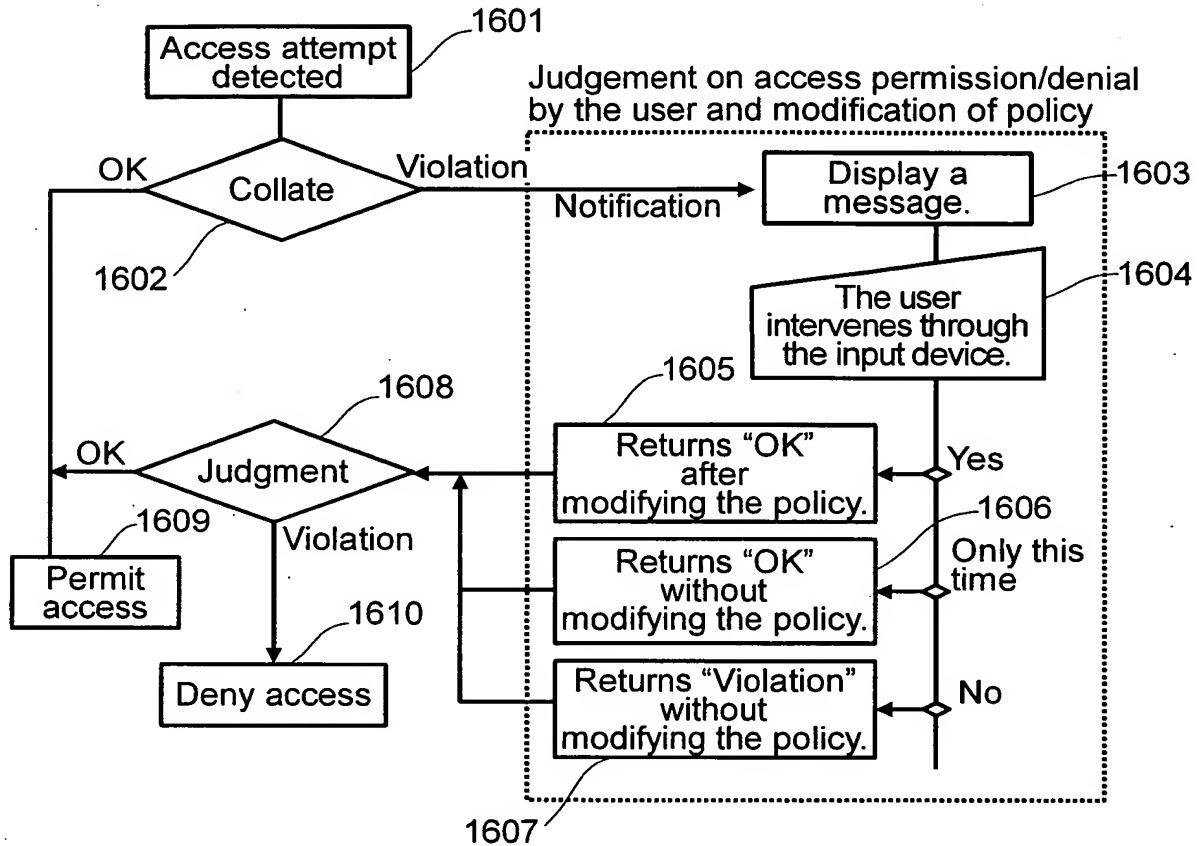 1601
Access attempt
detected
Judgement on access permission/denial
by the user and modification of policy
OK
Violation
Collate
Notification
Display a
message.
1603
1602
1604
The user
intervenes through
the input device.
1605
1608
Returns “OK”
after
modifying the policy.
Yes
OK
Judgment
1606
1609
Violation
Only this
time
Returns “OK”
without
modifying the policy.
Permit
access
1610
Deny access
Returns “Violation”
without
modifying the policy.
No
1607